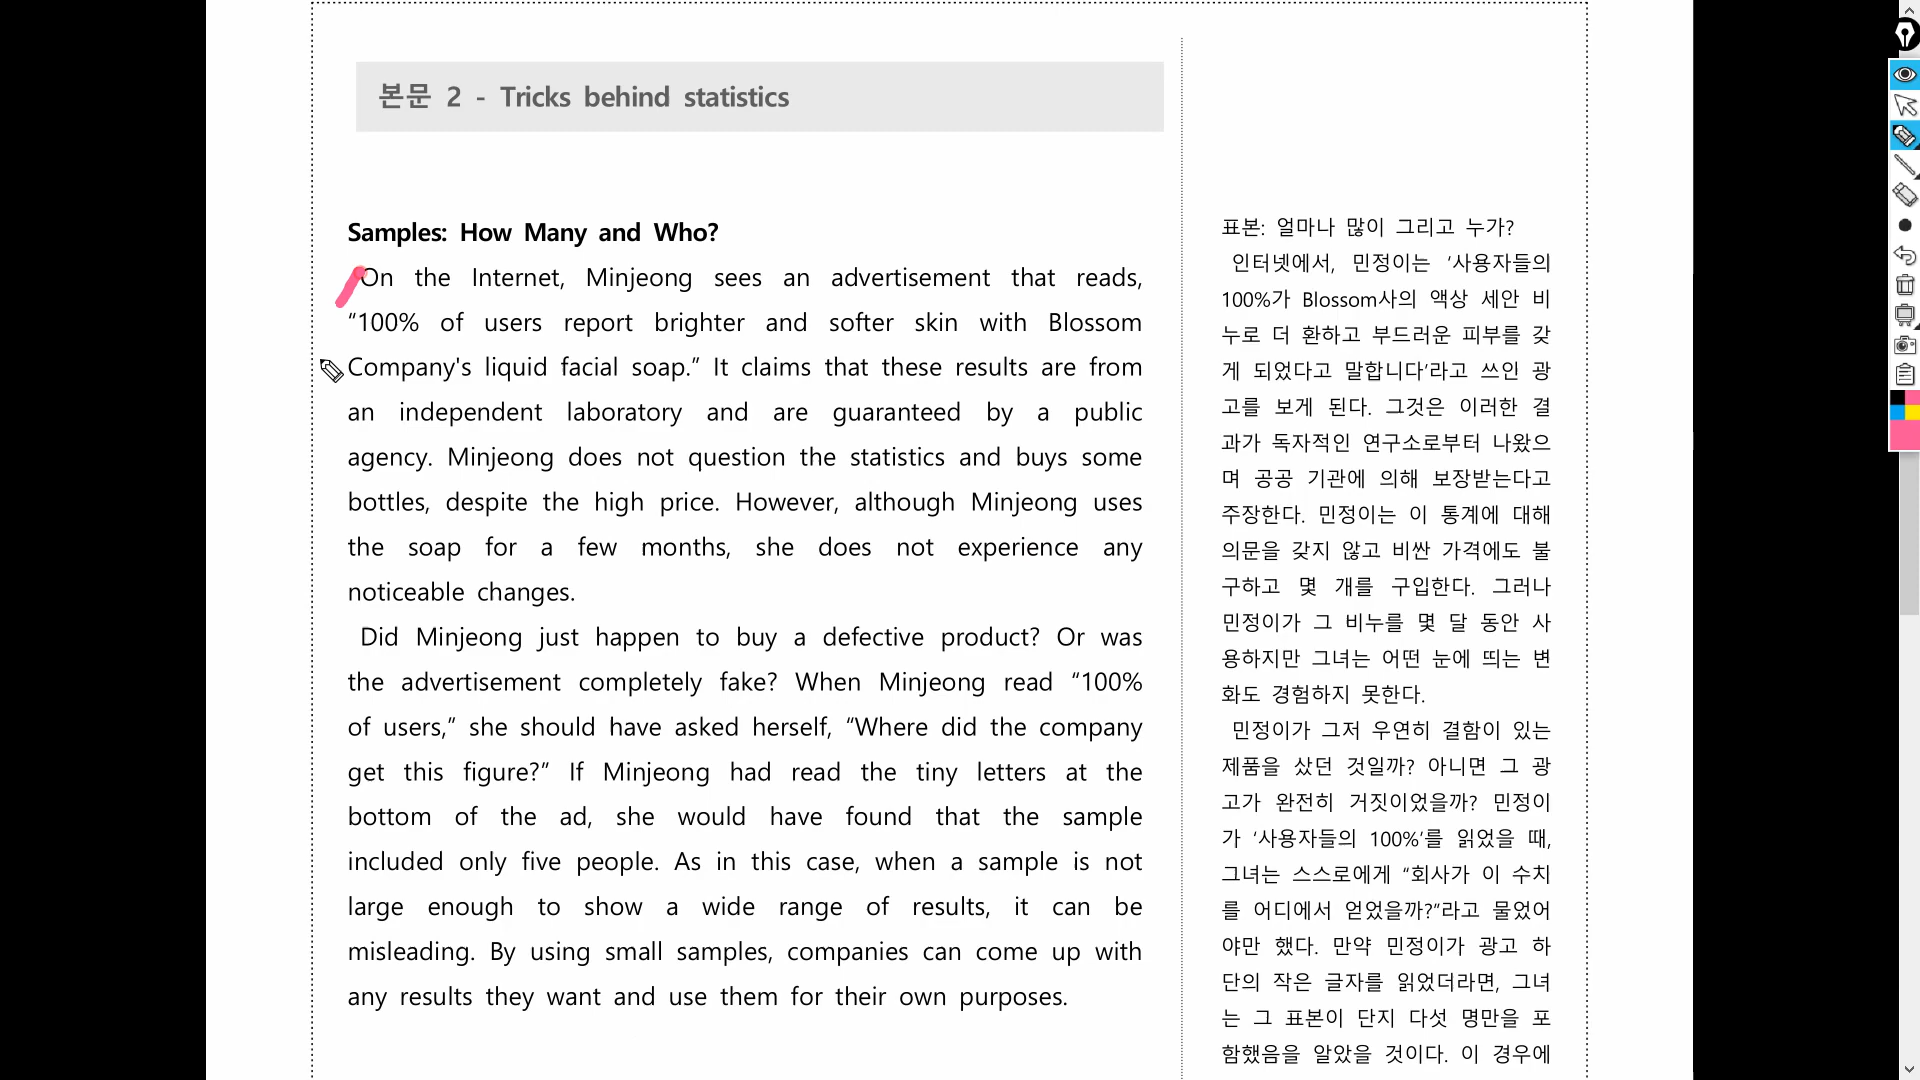 본문 2 - Tricks behind statistics
Samples: How Many and Who?
On the Internet, Minjeong sees an advertisement that reads,
“100% of users report brighter and softer skin with Blossom
Company's liquid facial soap.” It claims that these results are from
an independent laboratory and are guaranteed by a public
agency. Minjeong does not question the statistics and buys some
bottles, despite the high price. However, although Minjeong uses
the soap for a few months, she does not experience any
noticeable changes.
Did Minjeong just happen to buy a defective product? Or was
the advertisement completely fake? When Minjeong read “100%
of users,” she should have asked herself, “Where did the company
get this figure?” If Minjeong had read the tiny letters at the
bottom of the ad, she would have found that the sample
included only five people. As in this case, when a sample is not
large enough to show a wide range of results, it can be
misleading. By using small samples, companies can come up with
any results they want and use them for their own purposes.
표본: 얼마나 많이 그리고 누가?
인터넷에서, 민정이는 ‘사용자들의
100%가 Blossom사의 액상 세안 비
누로 더 환하고 부드러운 피부를 갖
게 되었다고 말합니다’라고 쓰인 광
고를 보게 된다. 그것은 이러한 결
과가 독자적인 연구소로부터 나왔으
며 공공 기관에 의해 보장받는다고
주장한다. 민정이는 이 통계에 대해
의문을 갖지 않고 비싼 가격에도 불
구하고 몇 개를 구입한다. 그러나
민정이가 그 비누를 몇 달 동안 사
용하지만 그녀는 어떤 눈에 띄는 변
화도 경험하지 못한다.
민정이가 그저 우연히 결함이 있는
제품을 샀던 것일까? 아니면 그 광
고가 완전히 거짓이었을까? 민정이
가 ‘사용자들의 100%’를 읽었을 때,
그녀는 스스로에게 “회사가 이 수치
를 어디에서 얻었을까?”라고 물었어
야만 했다. 만약 민정이가 광고 하
단의 작은 글자를 읽었더라면, 그녀
는 그 표본이 단지 다섯 명만을 포
함했음을 알았을 것이다. 이 경우에